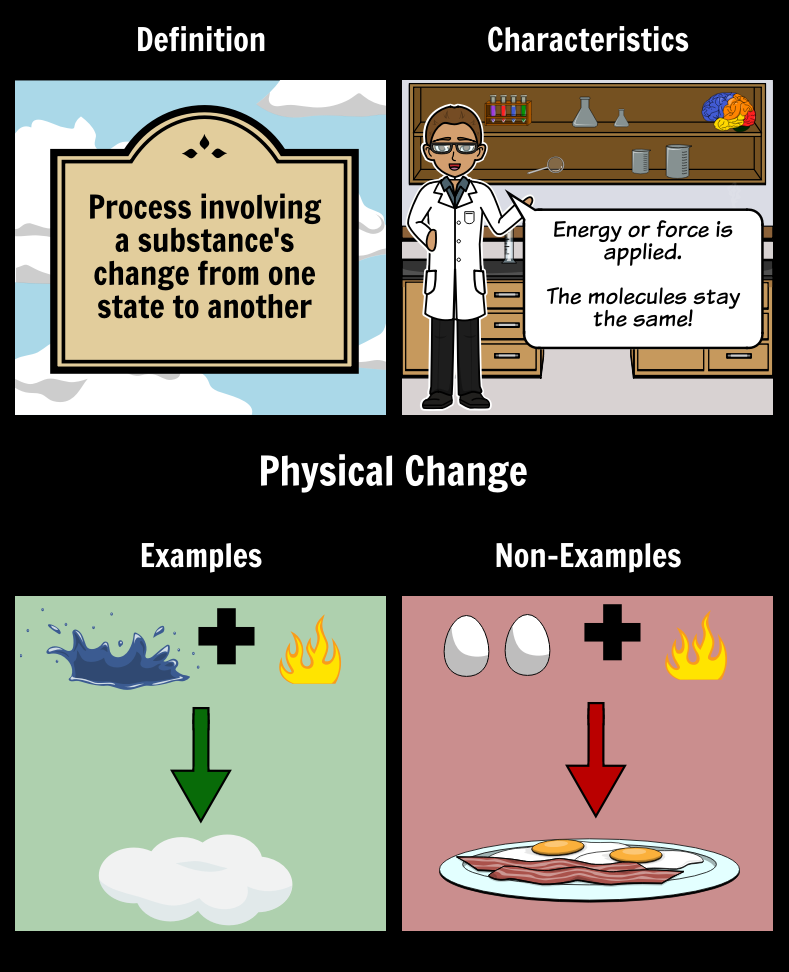 Definition
Characteristics
Process involving
a substance's
change from one
state to another
Energy or force is
applied.
The molecules stay
the same!
Physical Change
Examples
Non-Examples